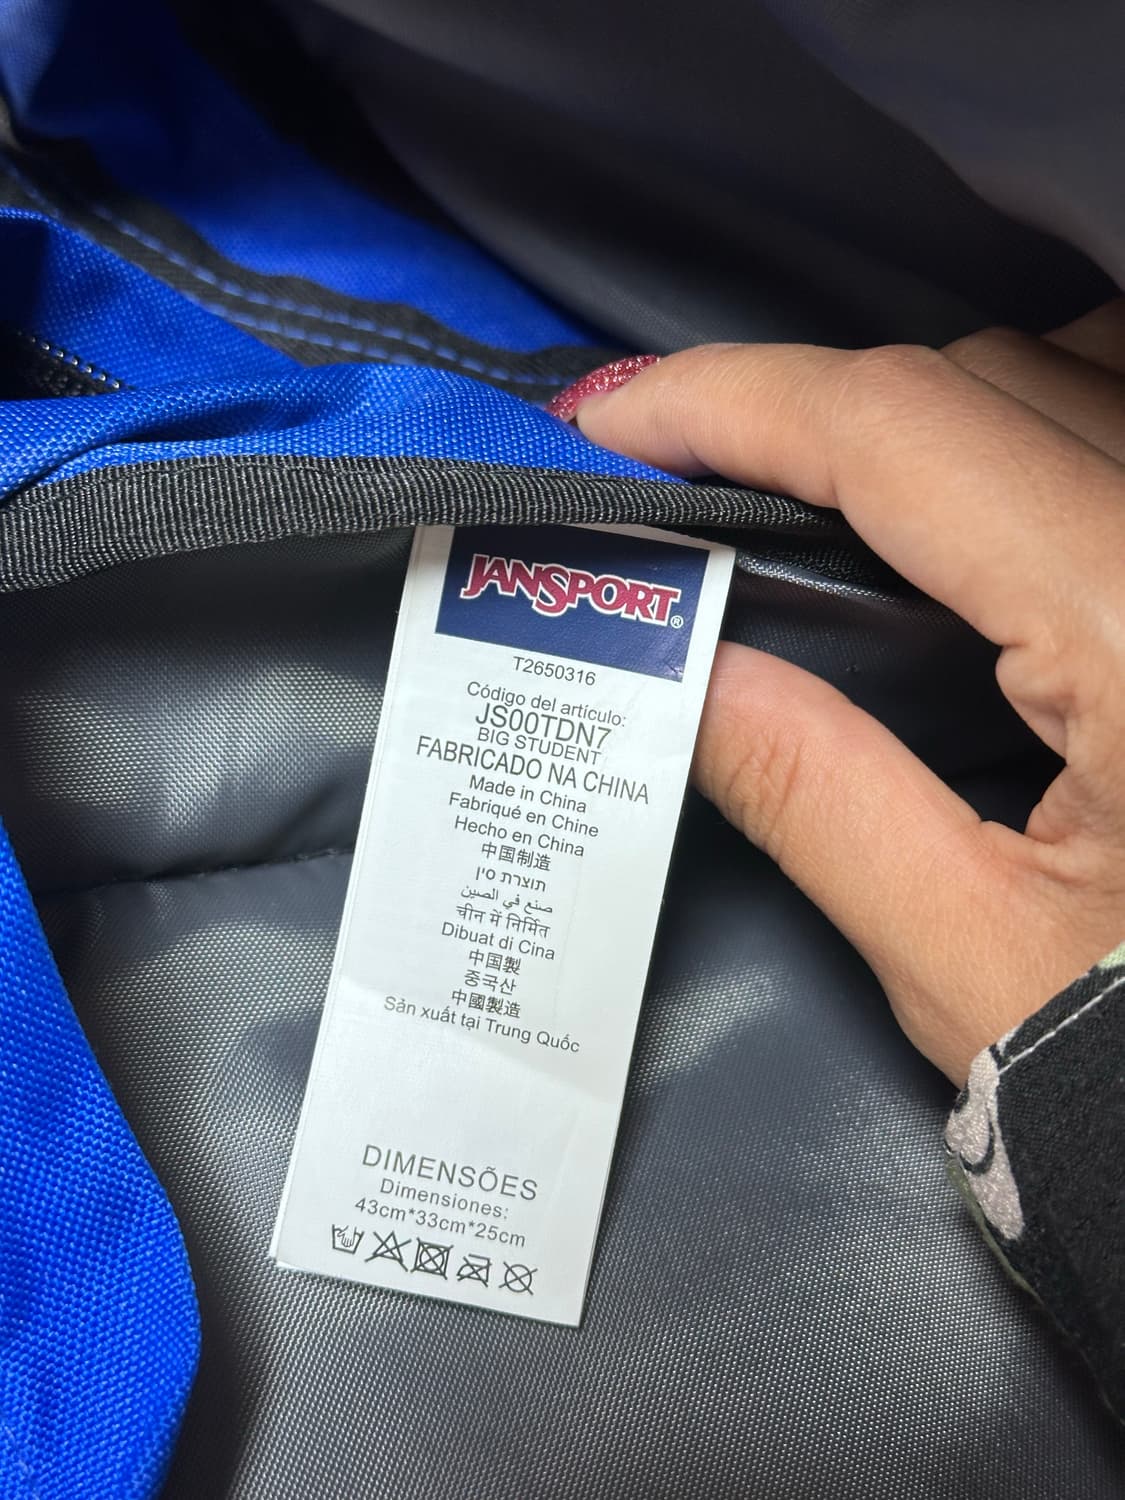 JANSPORT®
T2650316
Código del artículo:
JS00TDN7
BIG STUDENT
FABRICADO NA CHINA
Made in China
Fabriqué en Chine
Hecho en China
中国制造
תוצרת סין
صنع في الصين
चीन में निर्मित
Dibuat di Cina
中国製
중국산
中國製造
Sản xuất tại Trung Quốc
DIMENSÕES
Dimensiones:
43cm*33cm*25cm